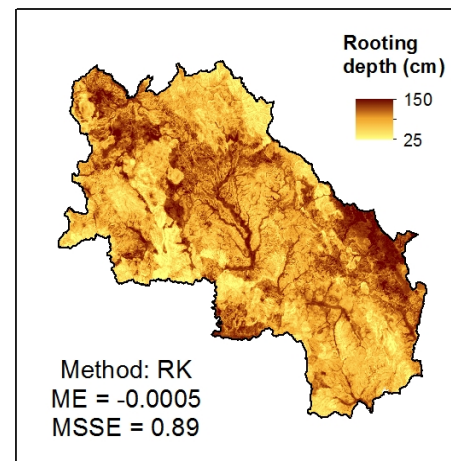 Rooting
depth (cm)
150
25
Method: RK
ME = -0.0005
MSSE = 0.89